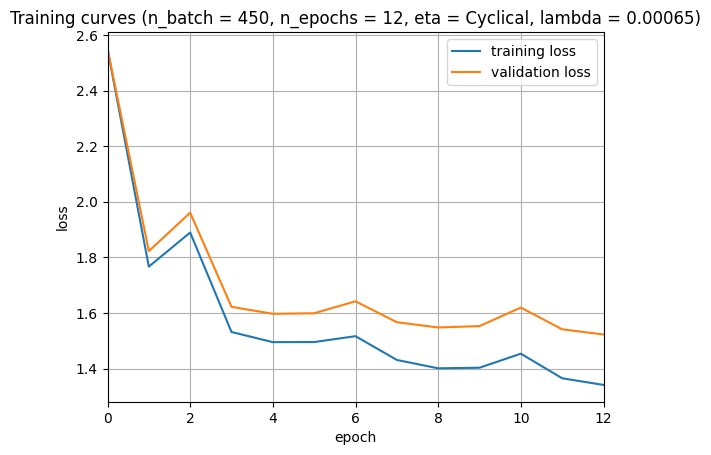 Training curves (n_batch = 450, n_epochs = 12, eta = Cyclical, lambda = 0.00065)
training loss
validation loss
2.6
2.4
2.2
2.0
1.8
1.6
1.4
loss
0 2 4 6 8 10 12
epoch